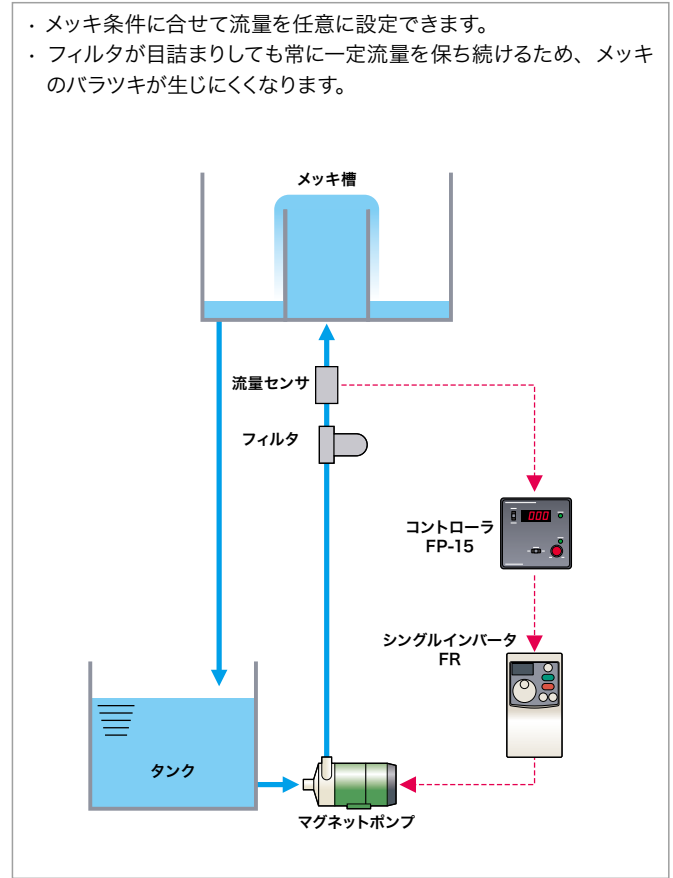 ・メッキ条件に合せて流量を任意に設定できます。
・フィルタが目詰まりしても常に一定流量を保ち続けるため、メッキ
のバラツキが生じにくくなります。
メッキ槽
流量センサ
フィルタ
000
コントローラ
FP-15
シングルインバータ
FR
タンク
マグネットポンプ